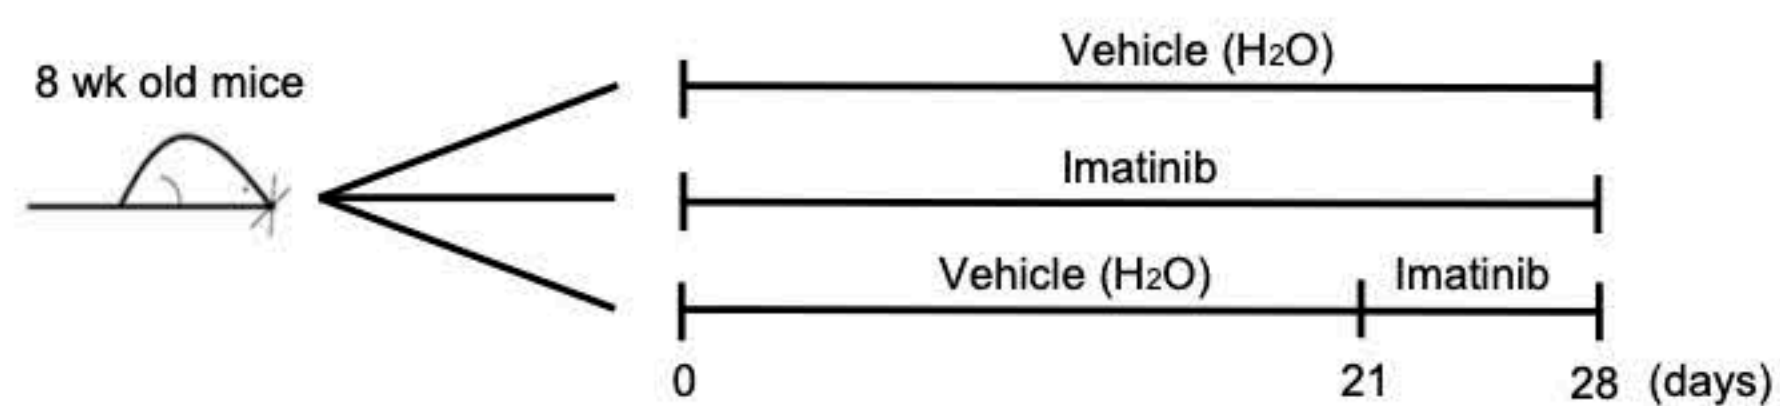 Vehicle (H2O)
8 wk old mice
Imatinib
Vehicle (H2O) Imatinib
0 21 28 (days)